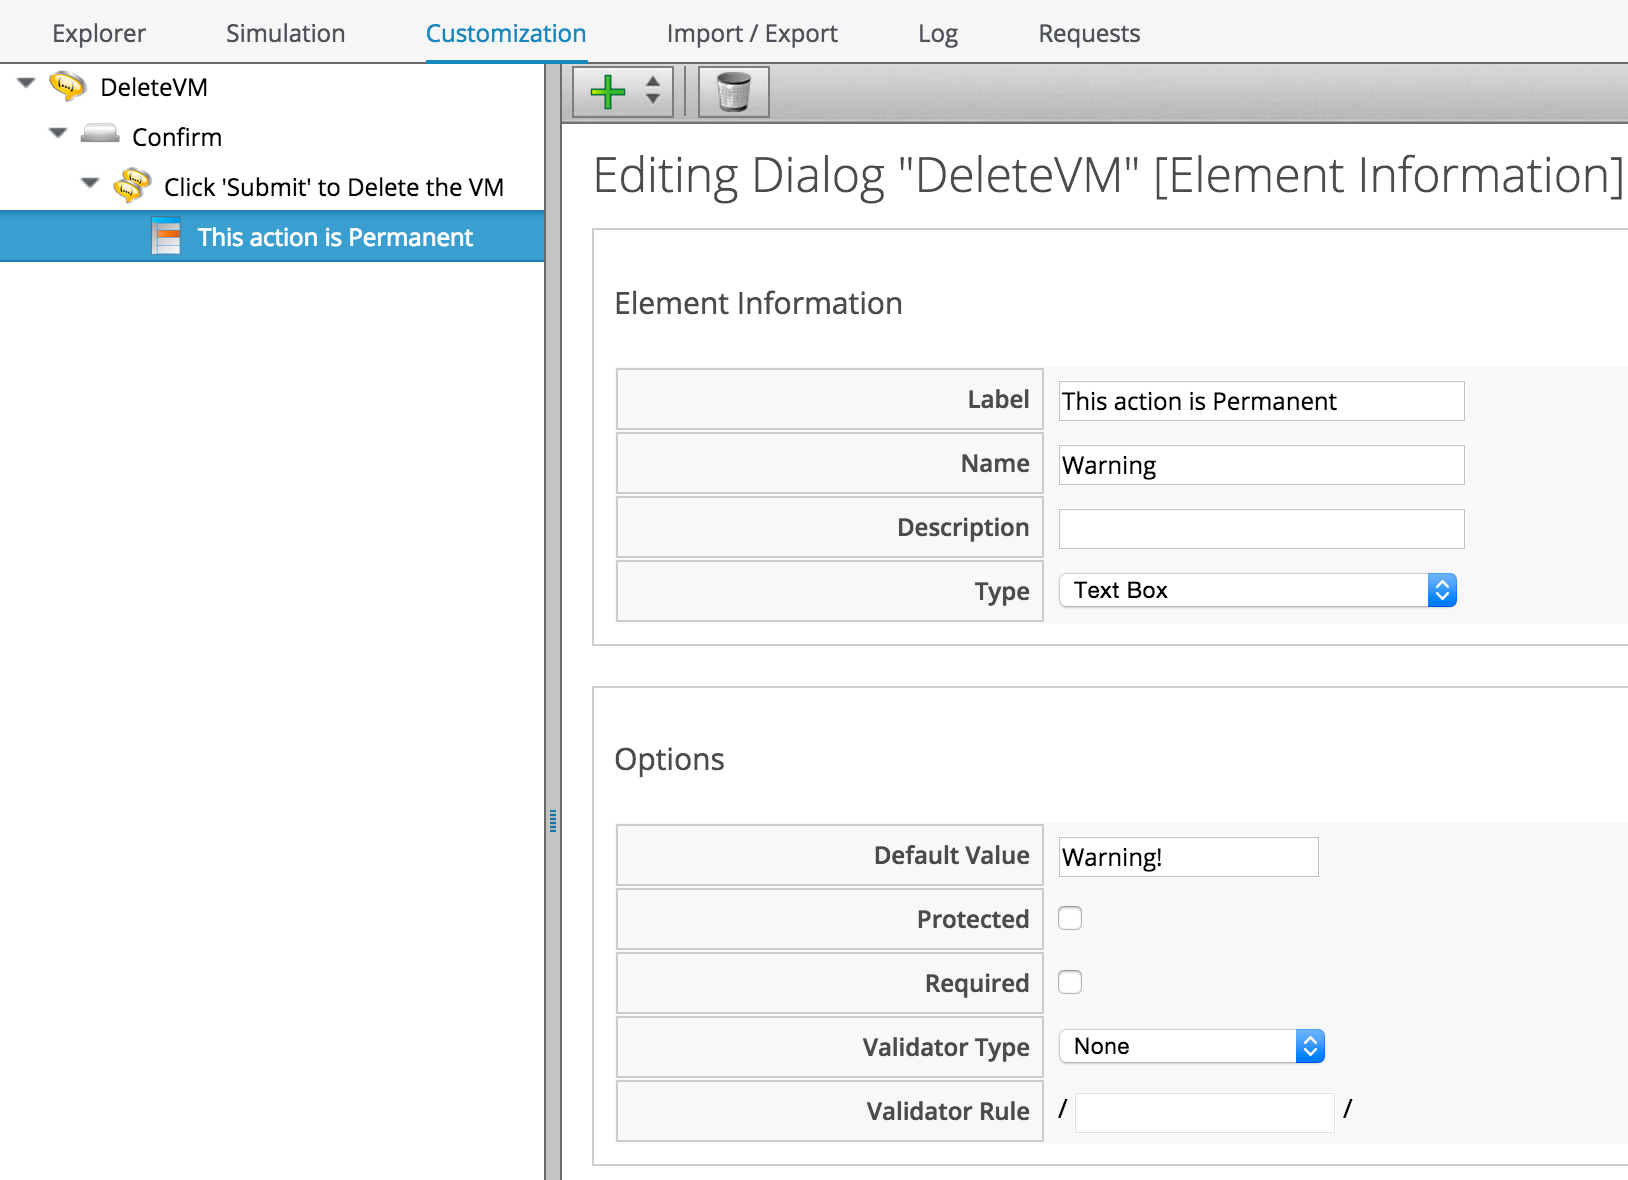 Explorer Simulation Customization Import / Export Log Requests
DeleteVM
Confirm
Click 'Submit' to Delete the VM
This action is Permanent
Editing Dialog "DeleteVM" [Element Information]
Element Information
Label This action is Permanent
Name Warning
Description
Type Text Box
Options
Default Value Warning!
Protected
Required
Validator Type None
Validator Rule / /